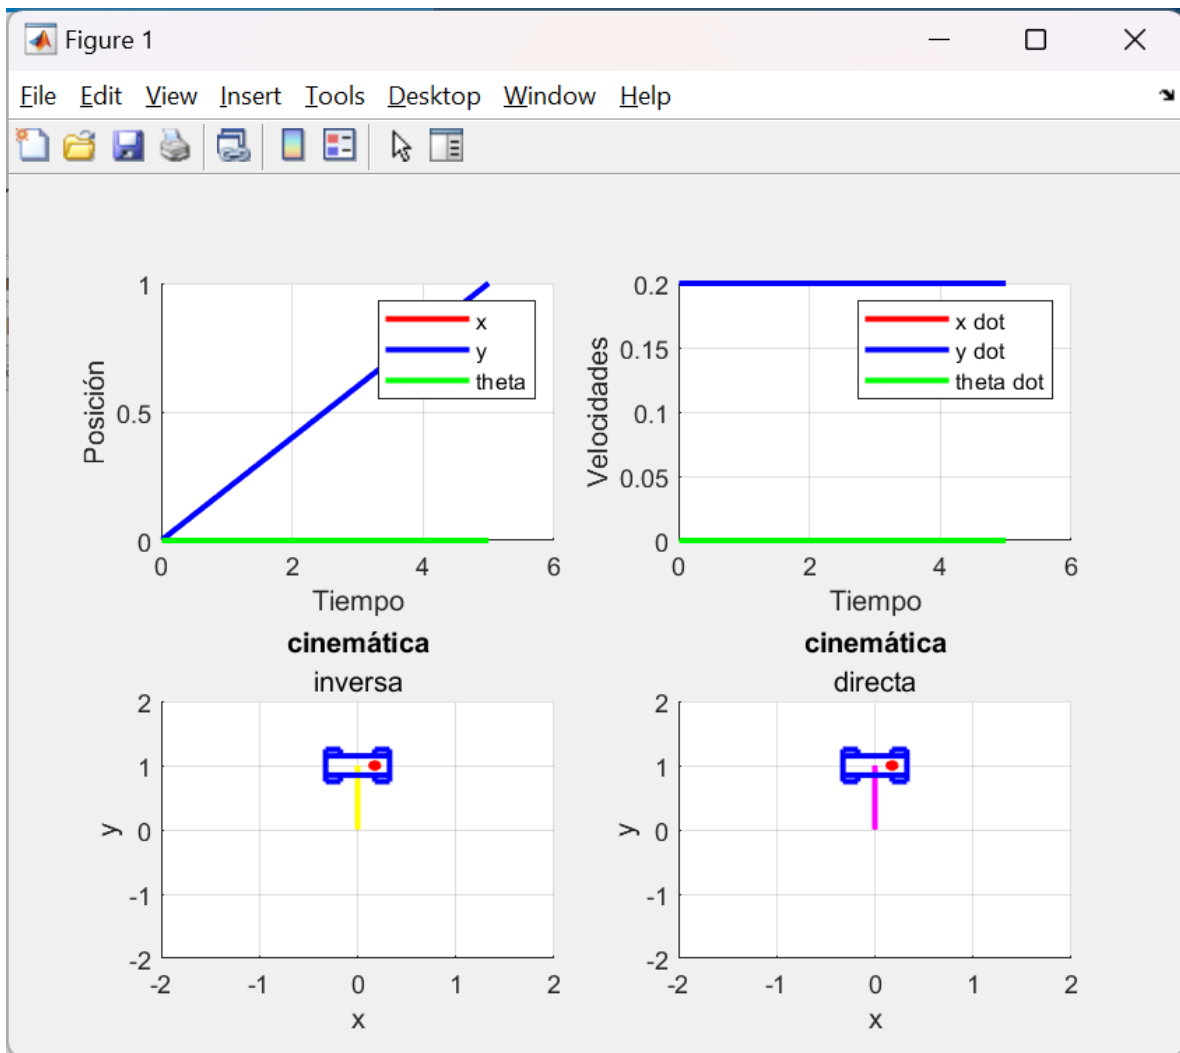 Figure 1
File Edit View Insert Tools Desktop Window Help
1
0.5
0
Posición
x
y
theta
0 2 4 6
Tiempo
0.2
0.15
0.1
0.05
0
Velocidades
x dot
y dot
theta dot
0 2 4 6
Tiempo
cinemática
inversa
2
1
0
-1
-2
y
-2 -1 0 1 2
x
cinemática
directa
2
1
0
-1
-2
y
-2 -1 0 1 2
x